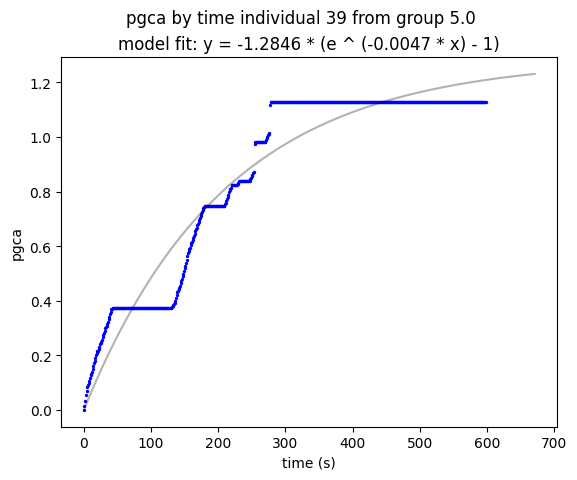 pgca by time individual 39 from group 5.0
model fit: y = -1.2846 * (e ^ (-0.0047 * x) - 1)
1.2
1.0
0.8
0.6
0.4
0.2
0.0
pgca
0 100 200 300 400 500 600 700
time (s)